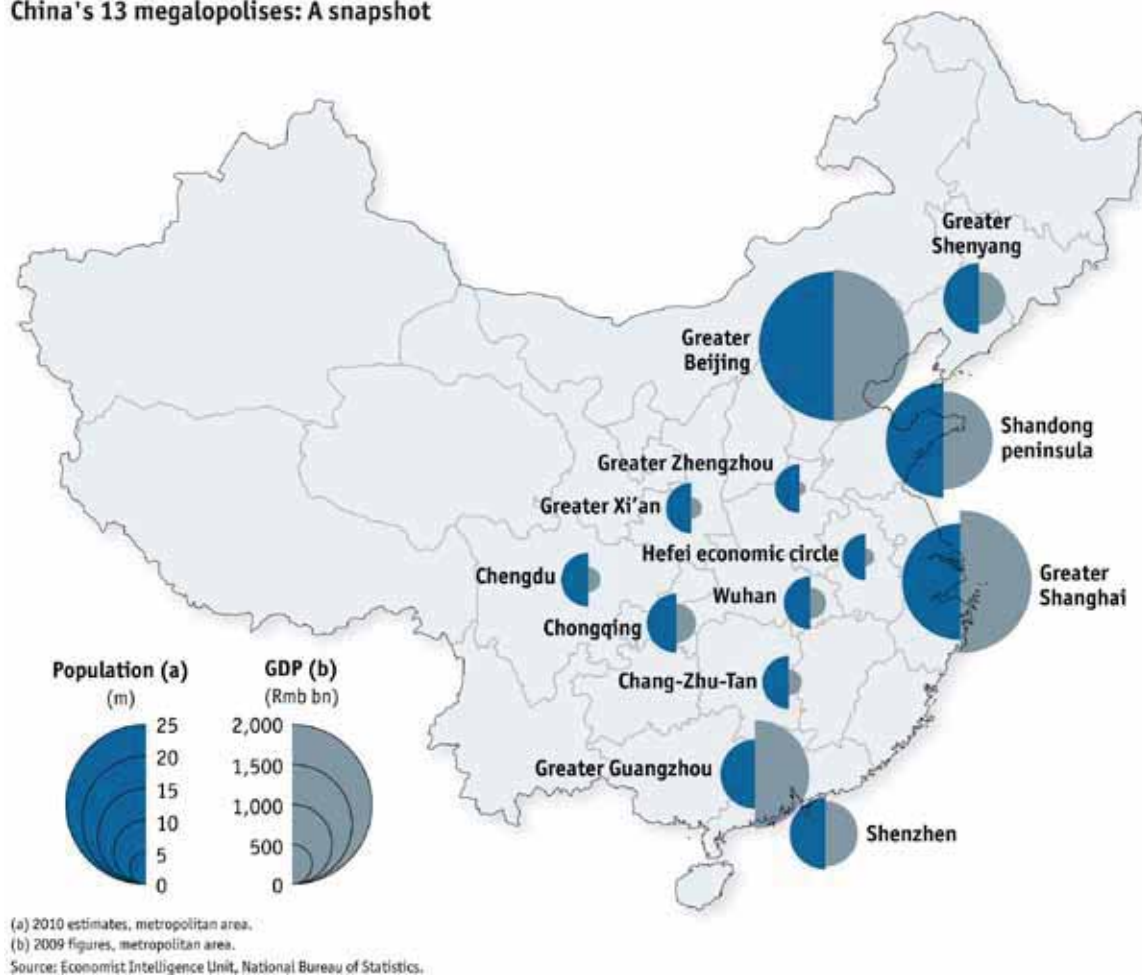 China's 13 megalopolises: A snapshot
Greater
Shenyang
Greater
Beijing
Shandong
peninsula
Greater Zhengzhou
Greater Xi'an
Hefei economic circle
Greater
Shanghai
Chengdu
Wuhan
Chongqing
Chang-Zhu-Tan
Greater Guangzhou
Shenzhen
Population (a)
(m)
25
20
15
10
5
0
GDP (b)
(Rmb bn)
2,000
1,500
1,000
500
0
(a) 2010 estimates, metropolitan area.
(b) 2009 figures, metropolitan area.
Source: Economist Intelligence Unit, National Bureau of Statistics.